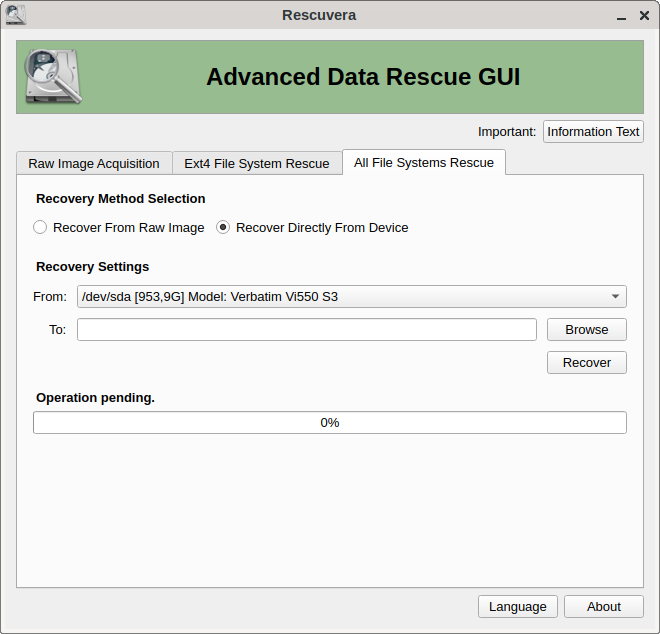 Rescuvera
Advanced Data Rescue GUI
Important: Information Text
Raw Image Acquisition Ext4 File System Rescue All File Systems Rescue
Recovery Method Selection
Recover From Raw Image Recover Directly From Device
Recovery Settings
From: /dev/sda [953,9G] Model: Verbatim Vi550 S3
To: Browse
Recover
Operation pending.
0%
Language About